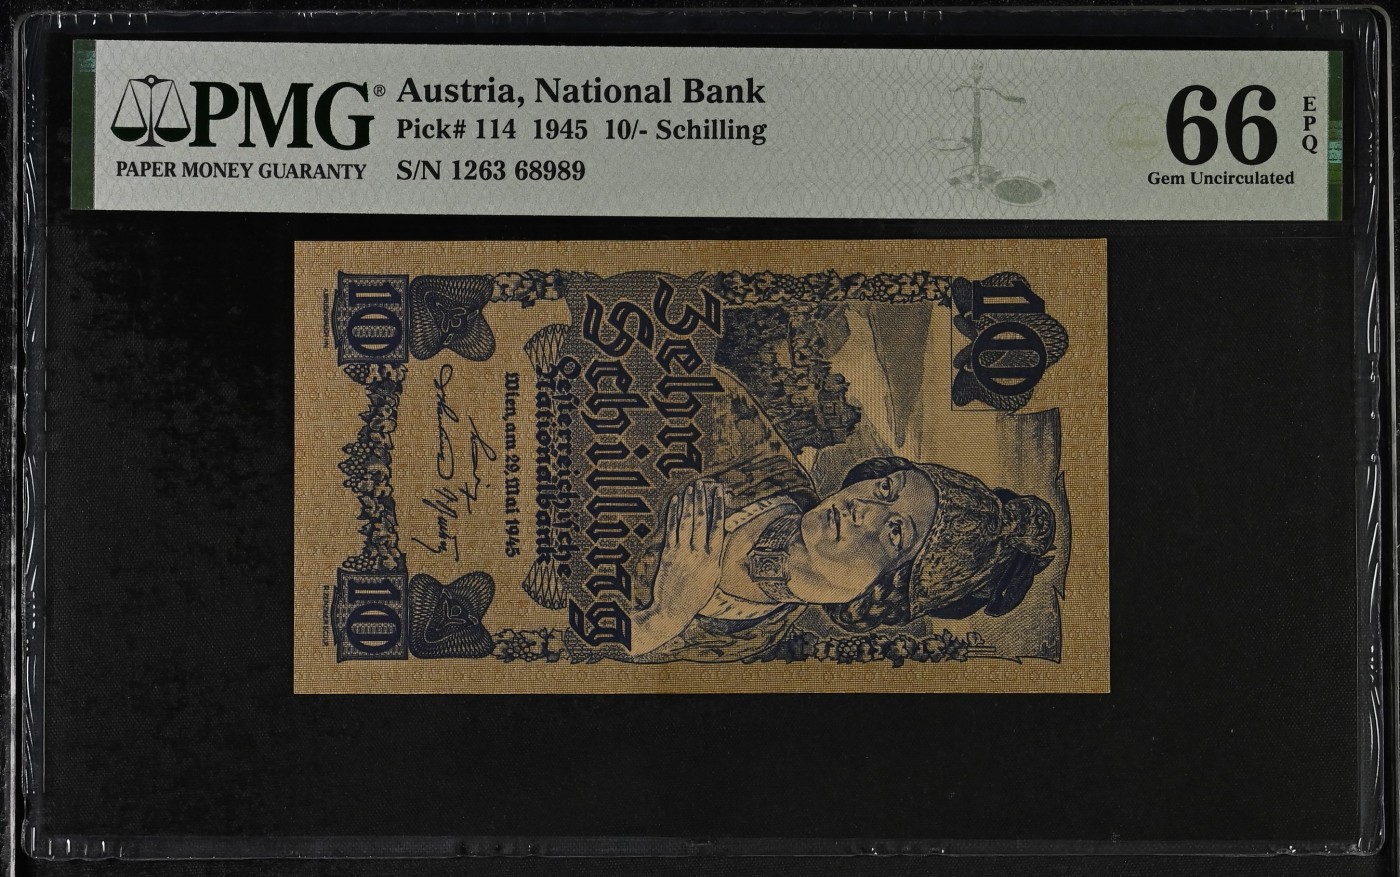 PMG®
PAPER MONEY GUARANTY
Austria, National Bank
Pick# 114 1945 10/- Schilling
S/N 1263 68989
66
EPQ
Gem Uncirculated
10
Zehn
Schilling
Oesterreichische
Nationalbank
Wien, am 29. Mai 1945
10
10